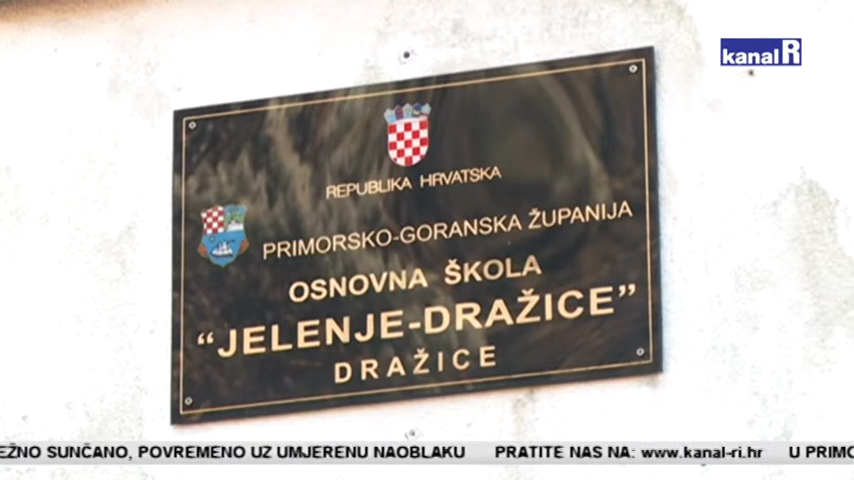 kanal R
REPUBLIKA HRVATSKA
PRIMORSKO-GORANSKA ŽUPANIJA
OSNOVNA ŠKOLA
“JELENJE-DRAŽICE”
DRAŽICE
SUNČANO, POVREMENO UZ UMJERENU NAOBLAKU PRATITE NAS NA: www.kanal-ri.hr U